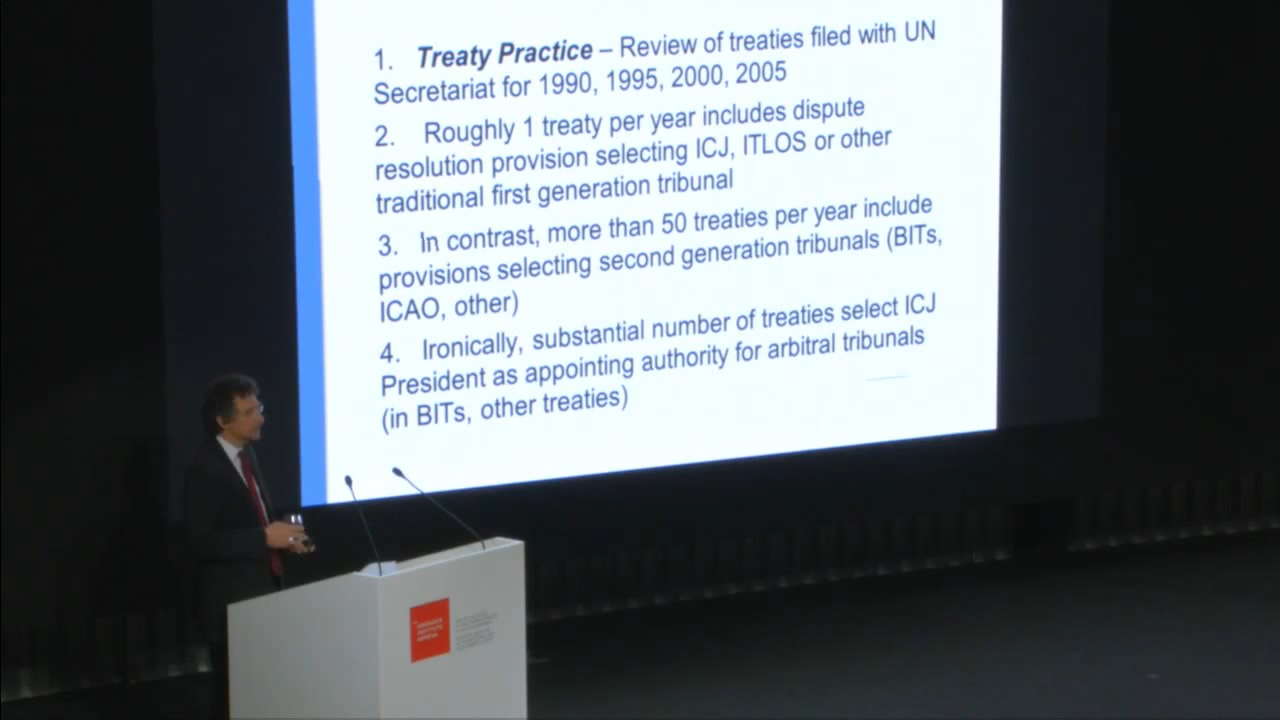 1. Treaty Practice – Review of treaties filed with UN
Secretariat for 1990, 1995, 2000, 2005
2. Roughly 1 treaty per year includes dispute
resolution provision selecting ICJ, ITLOS or other
traditional first generation tribunal
3. In contrast, more than 50 treaties per year include
provisions selecting second generation tribunals (BITs,
ICAO, other)
4. Ironically, substantial number of treaties select ICJ
President as appointing authority for arbitral tribunals
(in BITs, other treaties)
GRADUATE
INSTITUTE
GENEVA